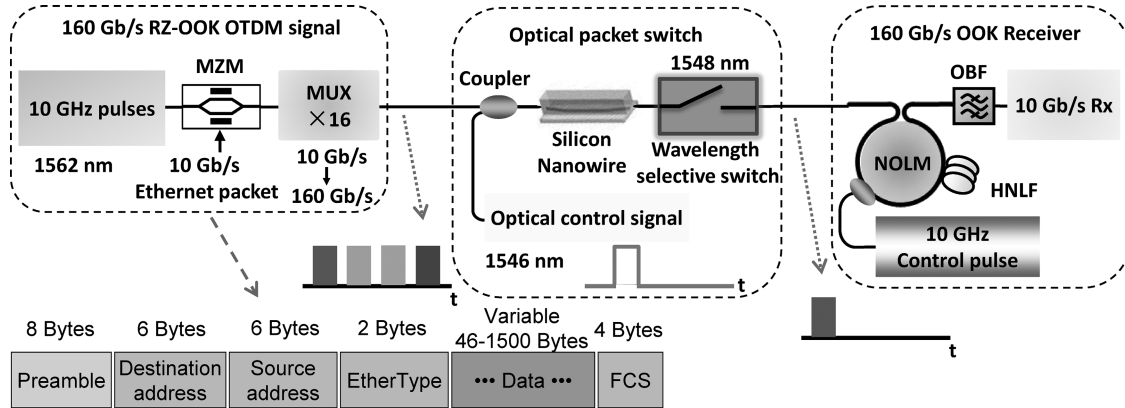 160 Gb/s RZ-OOK OTDM signal
MZM
10 GHz pulses
MUX
×16
1562 nm
10 Gb/s
Ethernet packet
10 Gb/s
160 Gb/s
Optical packet switch
Coupler
1548 nm
Silicon
Nanowire
Wavelength
selective switch
Optical control signal
1546 nm
t
t
160 Gb/s OOK Receiver
OBF
10 Gb/s Rx
NOLM
HNLF
10 GHz
Control pulse
t
8 Bytes
6 Bytes
6 Bytes
2 Bytes
Variable
46-1500 Bytes
4 Bytes
Preamble
Destination
address
Source
address
EtherType
••• Data •••
FCS